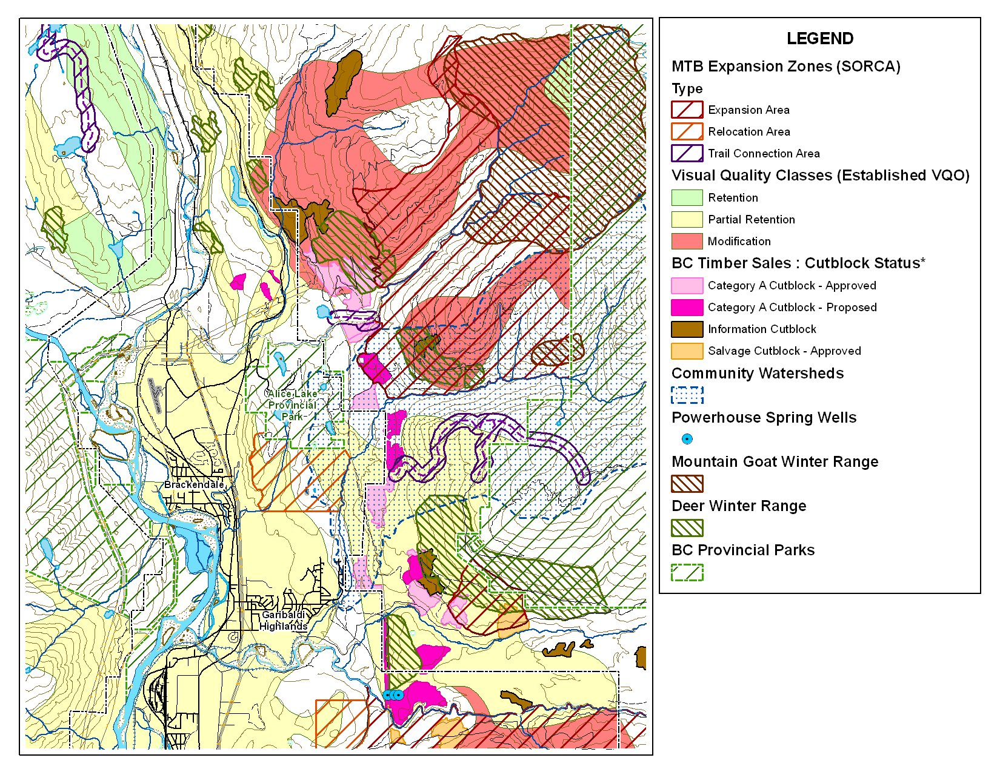 Alice Lake
Provincial
Park
Brackendale
Garibaldi
Highlands
LEGEND
MTB Expansion Zones (SORCA)
Type
Expansion Area
Relocation Area
Trail Connection Area
Visual Quality Classes (Established VQO)
Retention
Partial Retention
Modification
BC Timber Sales : Cutblock Status*
Category A Cutblock - Approved
Category A Cutblock - Proposed
Information Cutblock
Salvage Cutblock - Approved
Community Watersheds
Powerhouse Spring Wells
Mountain Goat Winter Range
Deer Winter Range
BC Provincial Parks